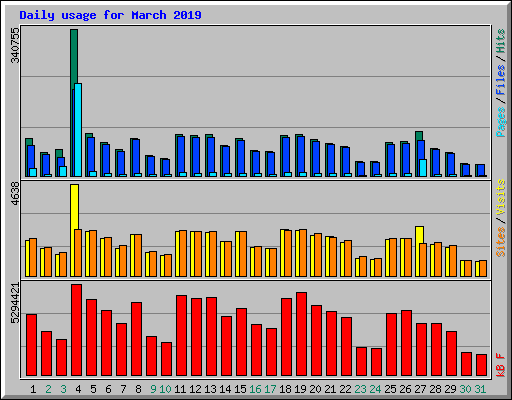 Daily usage for March 2019
340755
Pages / Files / Hits
4638
Sites / Visits
5294421
kB F
1 2 3 4 5 6 7 8 9 10 11 12 13 14 15 16 17 18 19 20 21 22 23 24 25 26 27 28 29 30 31